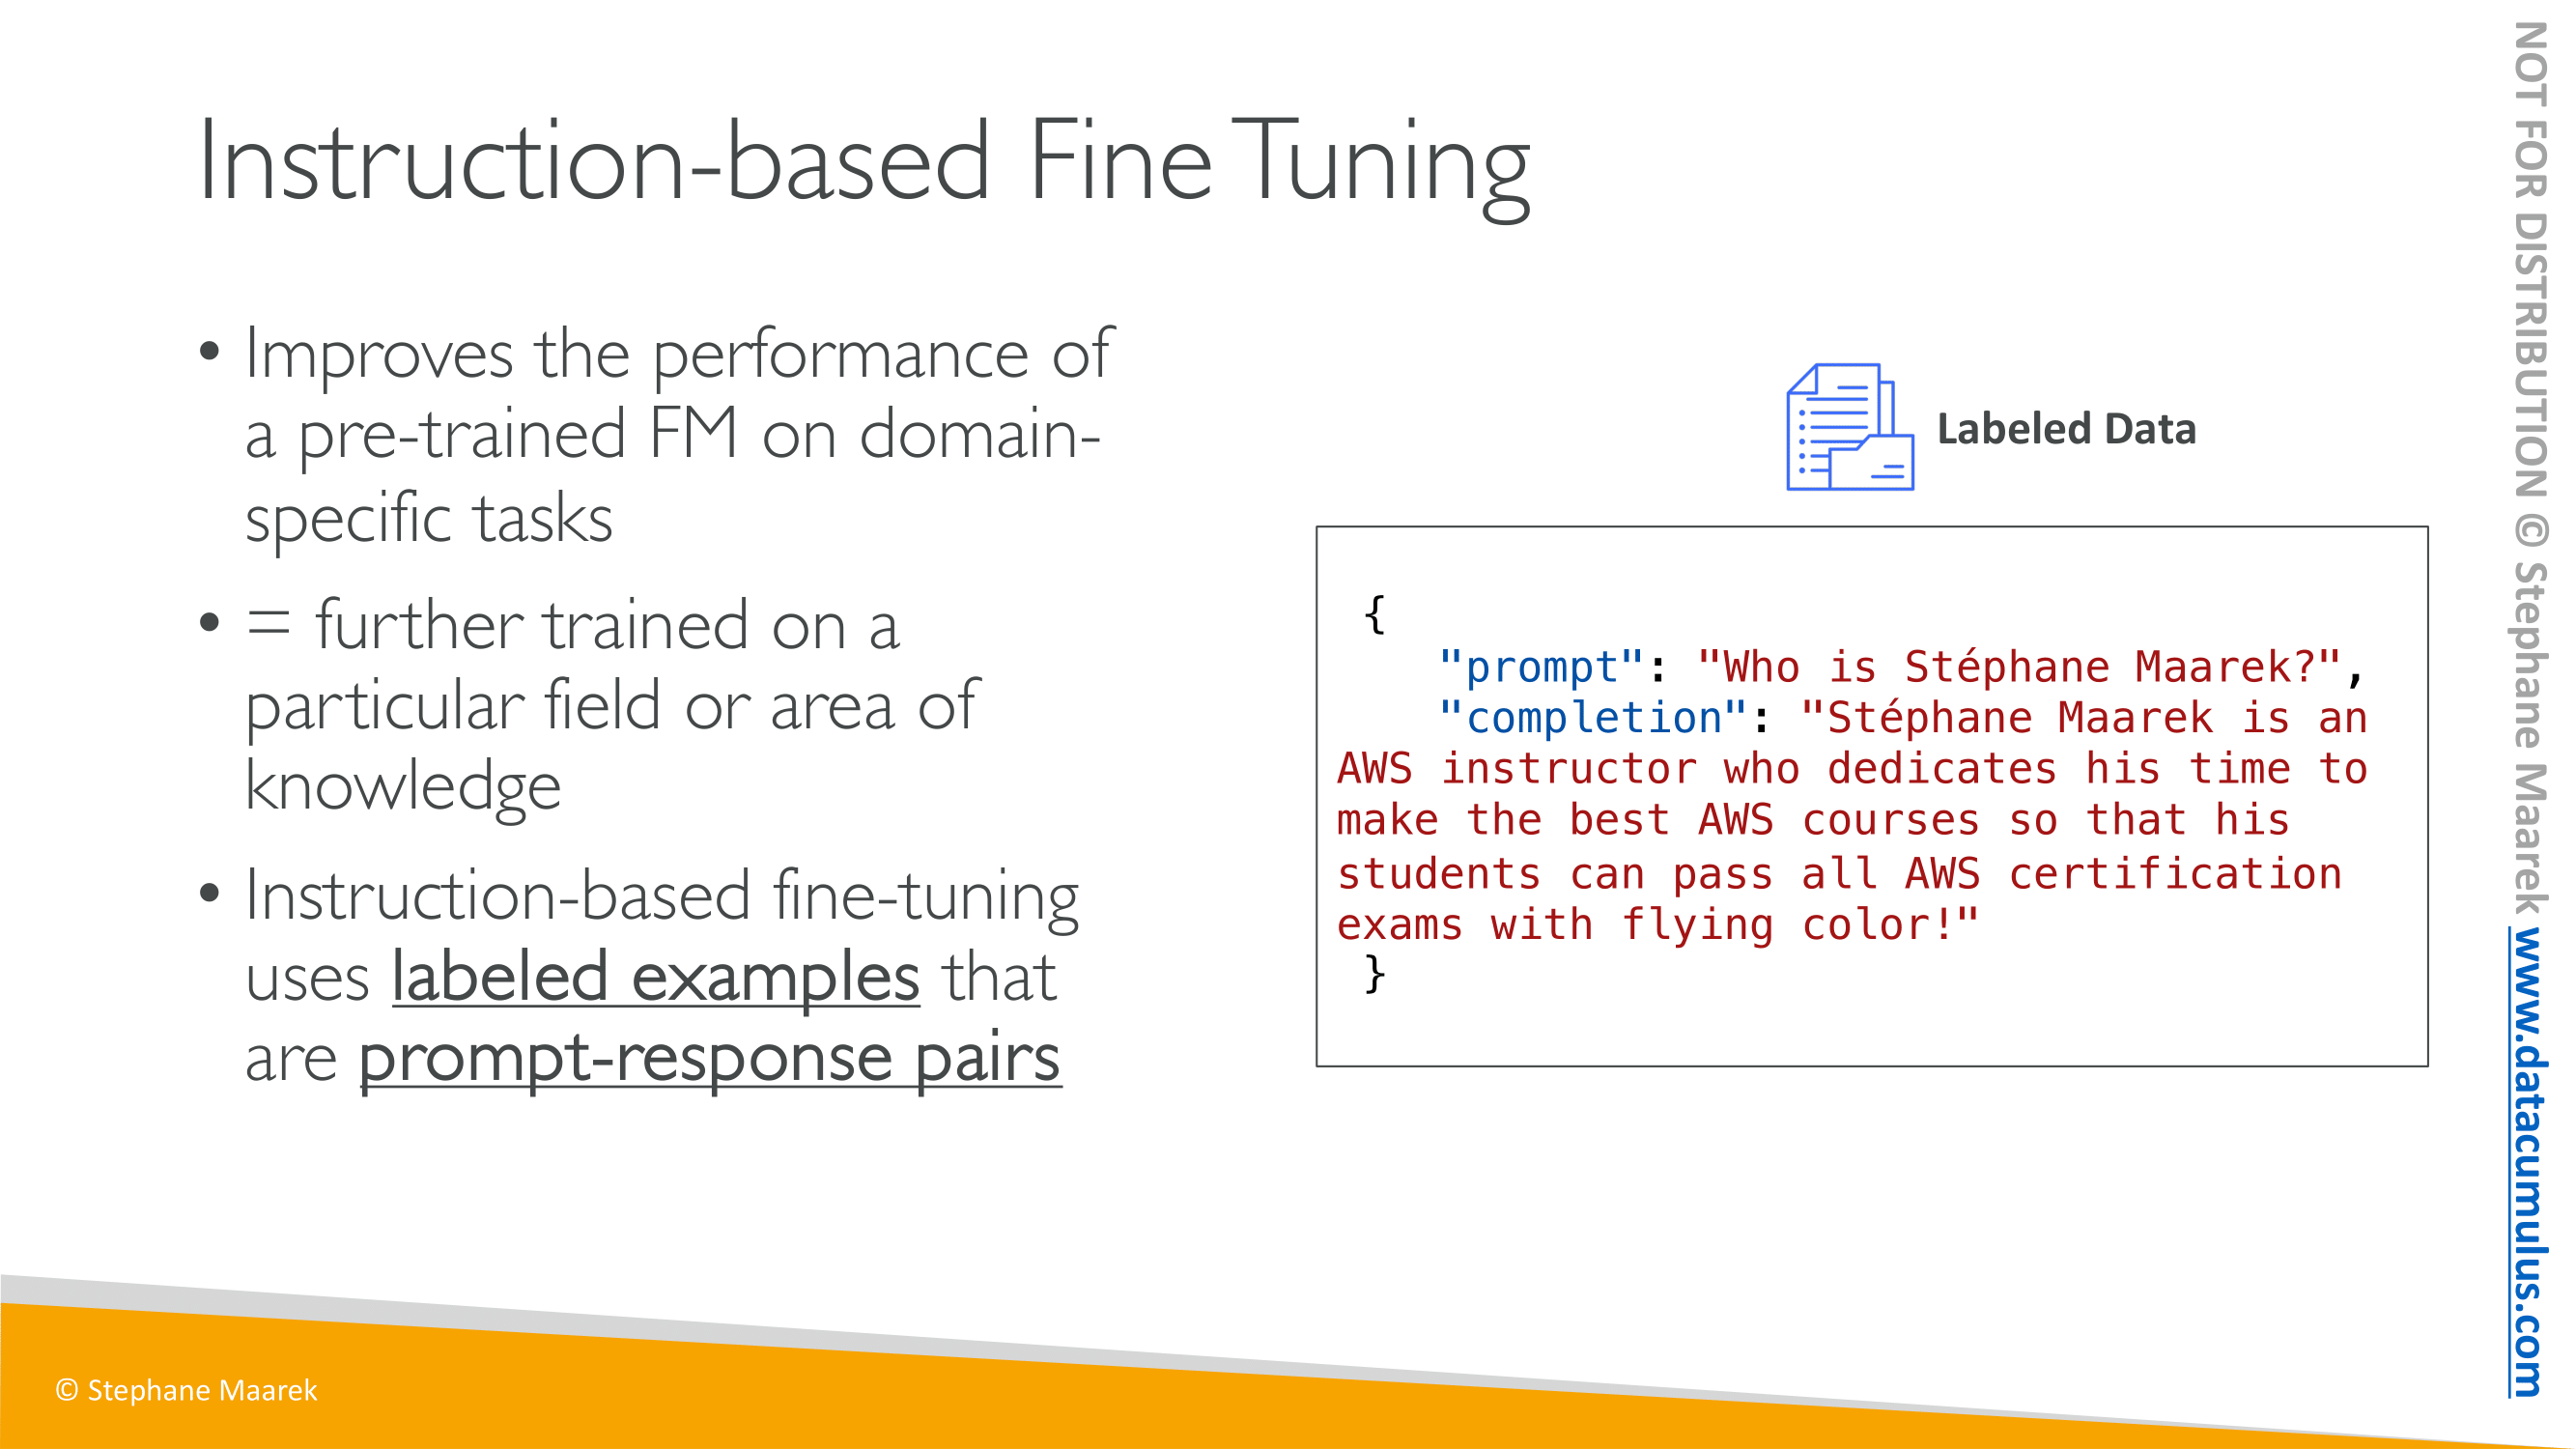 Instruction-based Fine Tuning
• Improves the performance of
a pre-trained FM on domain-
specific tasks
• = further trained on a
particular field or area of
knowledge
• Instruction-based fine-tuning
uses labeled examples that
are prompt-response pairs
Labeled Data
{
"prompt": "Who is Stéphane Maarek?",
"completion": "Stéphane Maarek is an
AWS instructor who dedicates his time to
make the best AWS courses so that his
students can pass all AWS certification
exams with flying color!"
}
© Stephane Maarek
NOT FOR DISTRIBUTION © Stephane Maarek www.datacumulus.com